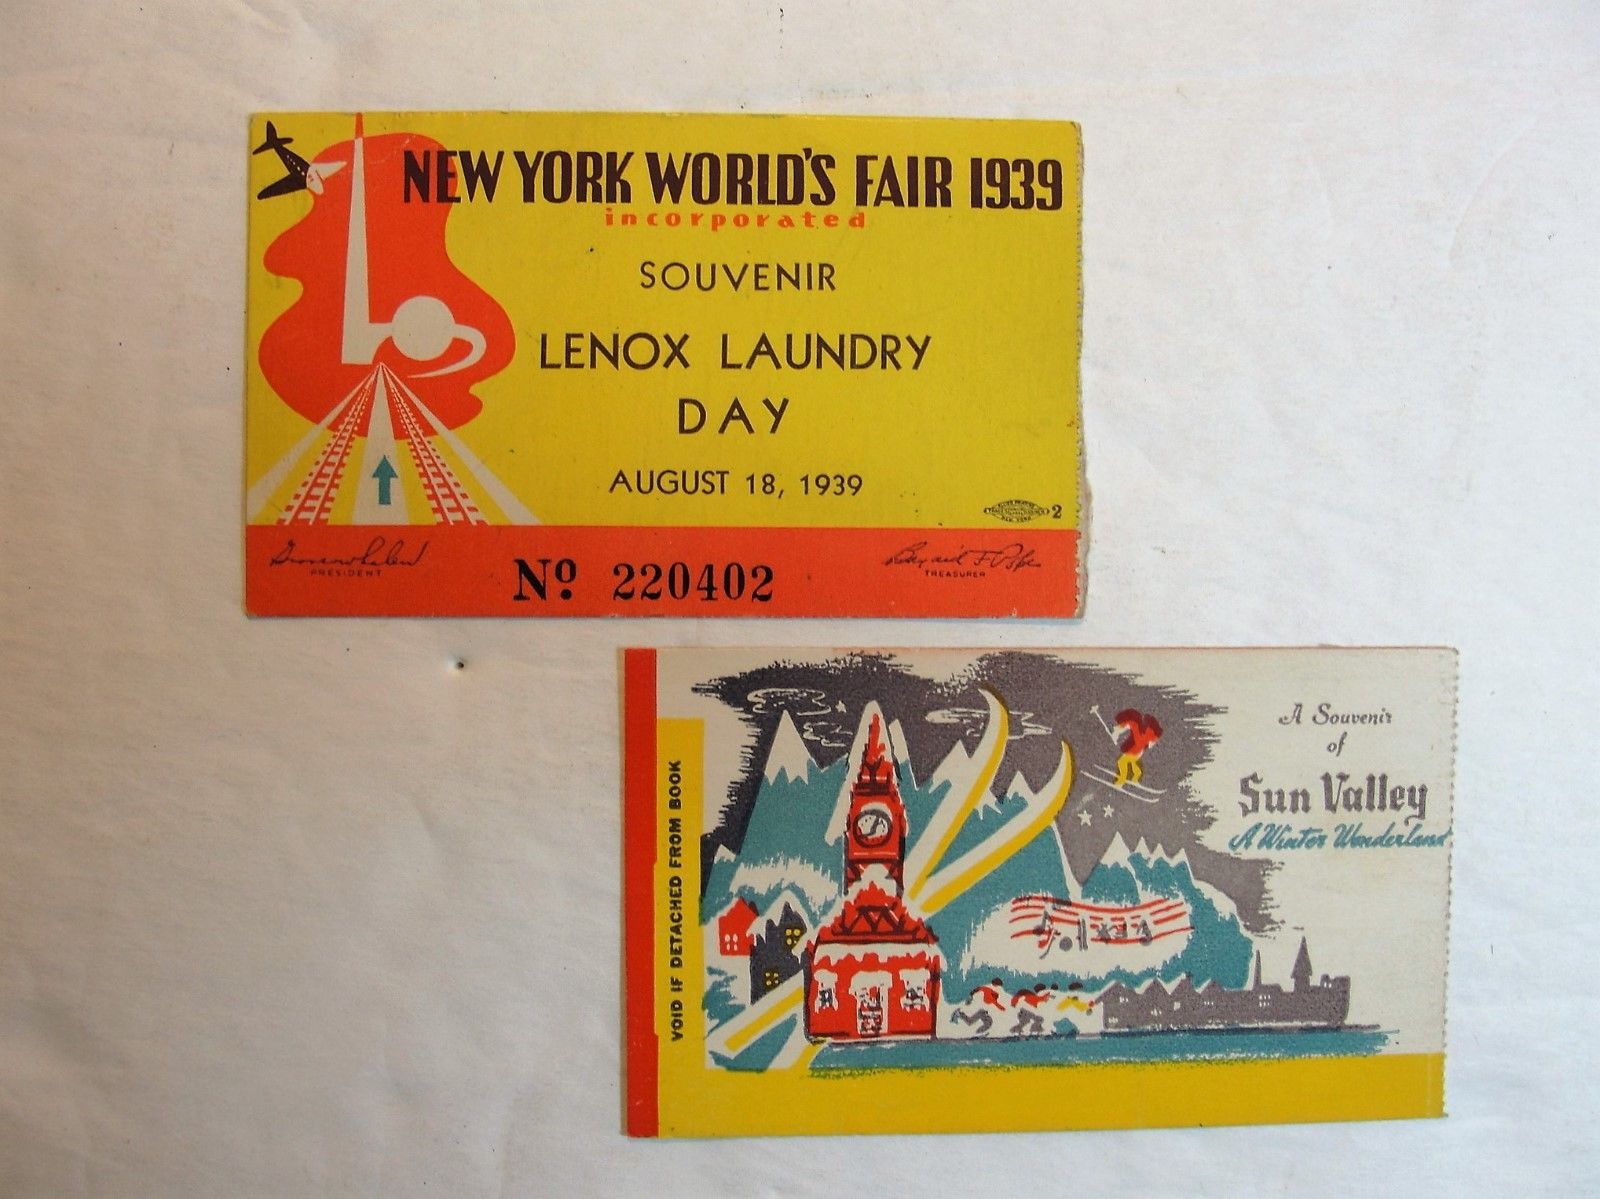 NEW YORK WORLD'S FAIR 1939
incorporated
SOUVENIR
LENOX LAUNDRY
DAY
AUGUST 18, 1939
2
PRESIDENT
Nº 220402
TREASURER
VOID IF DETACHED FROM BOOK
A Souvenir
of
Sun Valley
A Winter Wonderland